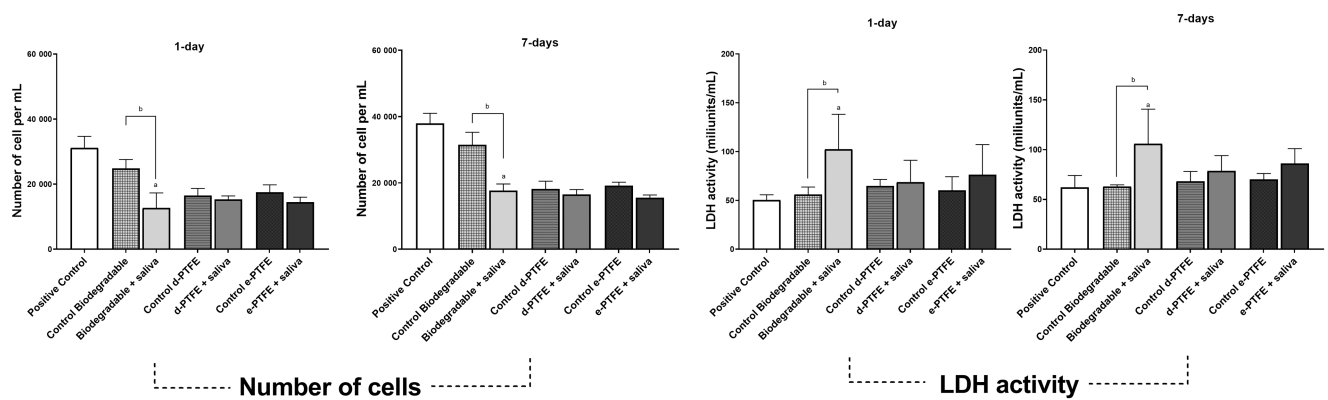 1-day
Number of cell per mL
60 000
40 000
20 000
0
b
a
Positive Control
Control Biodegradable
Biodegradable + saliva
Control d-PTFE
d-PTFE + saliva
Control e-PTFE
e-PTFE + saliva
7-days
Number of cell per mL
60 000
40 000
20 000
0
b
a
Positive Control
Control Biodegradable
Biodegradable + saliva
Control d-PTFE
d-PTFE + saliva
Control e-PTFE
e-PTFE + saliva
Number of cells
1-day
LDH activity (miliunits/mL)
200
150
100
50
0
b
a
Positive Control
Control Biodegradable
Biodegradable + saliva
Control d-PTFE
d-PTFE + saliva
Control e-PTFE
e-PTFE + saliva
7-days
LDH activity (miliunits/mL)
200
150
100
50
0
b
a
Positive Control
Control Biodegradable
Biodegradable + saliva
Control d-PTFE
d-PTFE + saliva
Control e-PTFE
e-PTFE + saliva
LDH activity